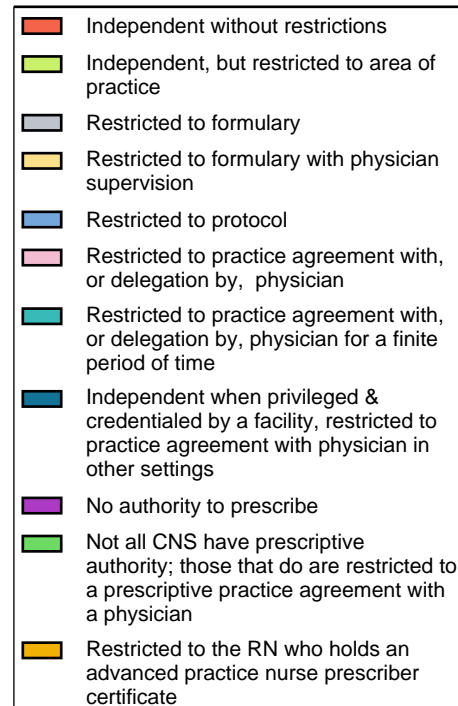 Independent without restrictions
Independent, but restricted to area of
practice
Restricted to formulary
Restricted to formulary with physician
supervision
Restricted to protocol
Restricted to practice agreement with,
or delegation by,  physician
Restricted to practice agreement with,
or delegation by, physician for a finite
period of time
Independent when privileged &
credentialed by a facility, restricted to
practice agreement with physician in
other settings
No authority to prescribe
Not all CNS have prescriptive
authority; those that do are restricted to
a prescriptive practice agreement with
a physician
Restricted to the RN who holds an
advanced practice nurse prescriber
certificate